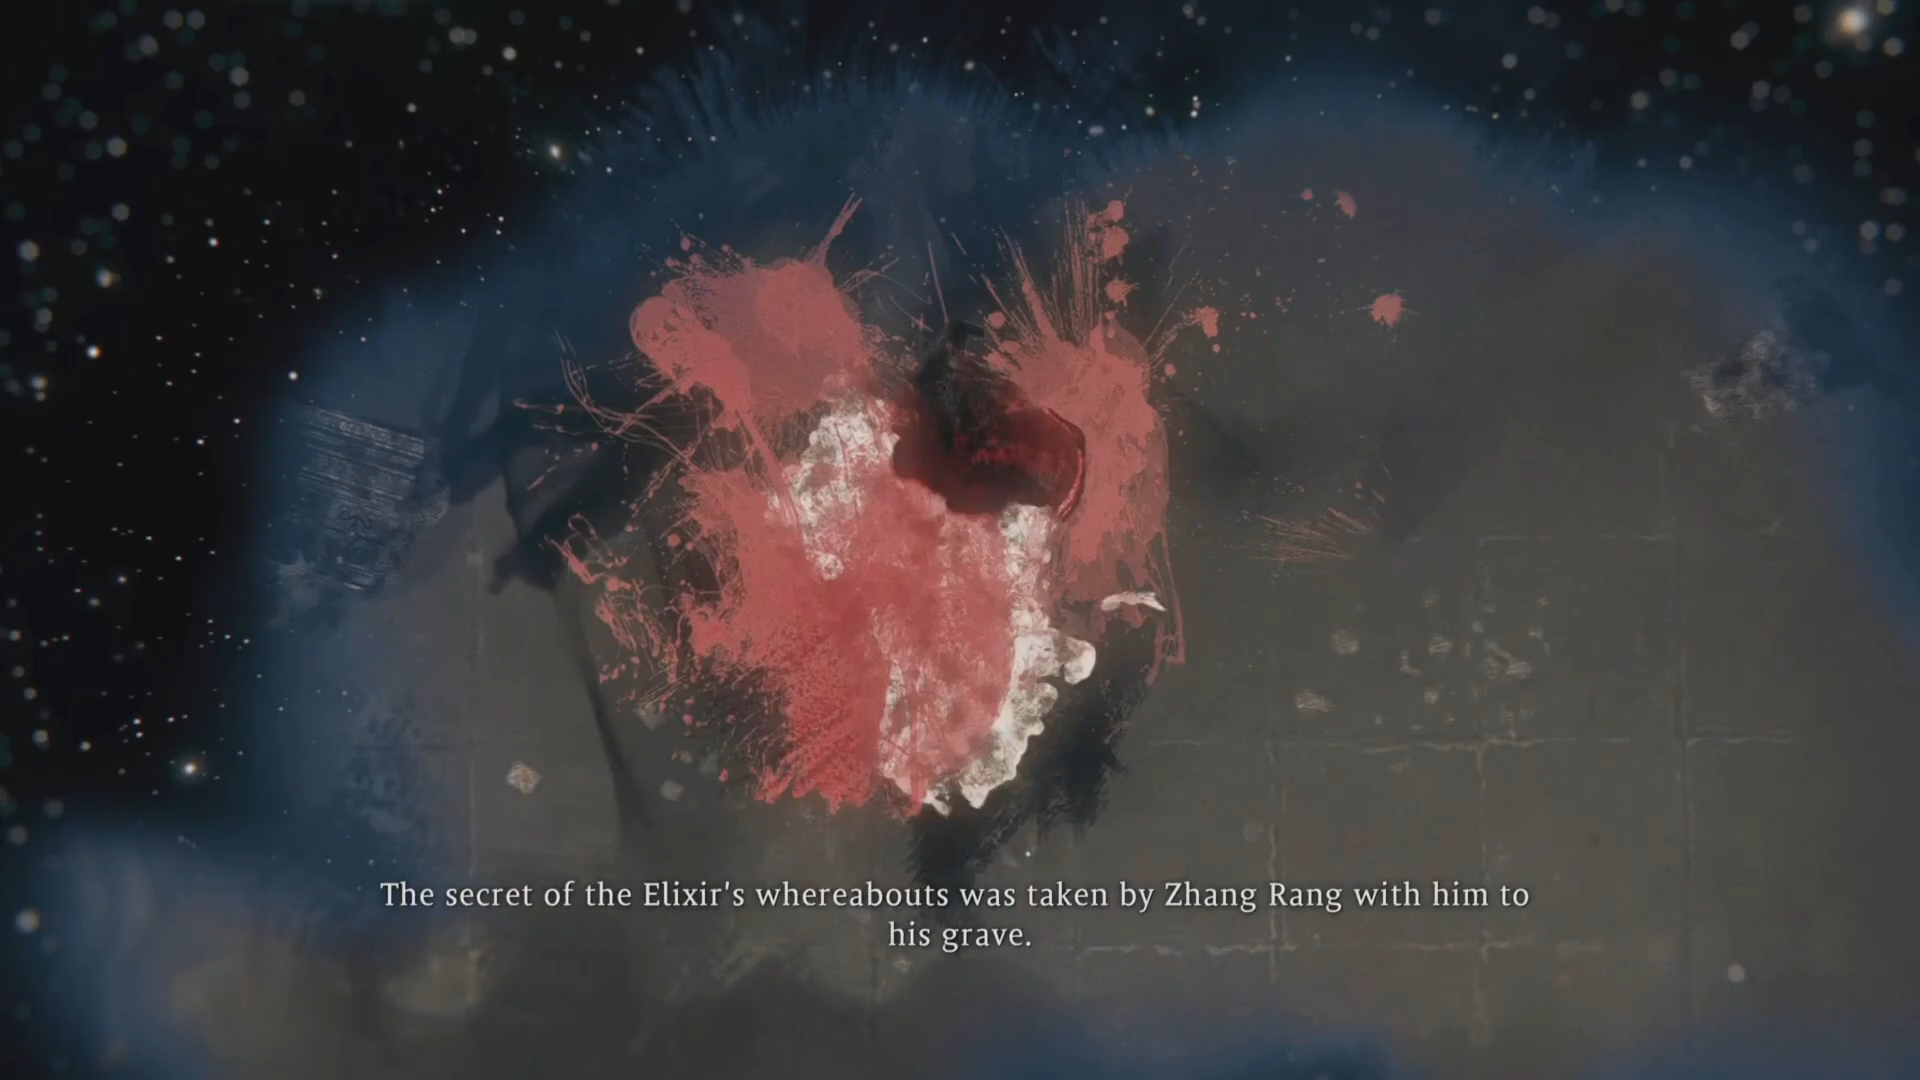 The secret of the Elixir's whereabouts was taken by Zhang Rang with him to
his grave.